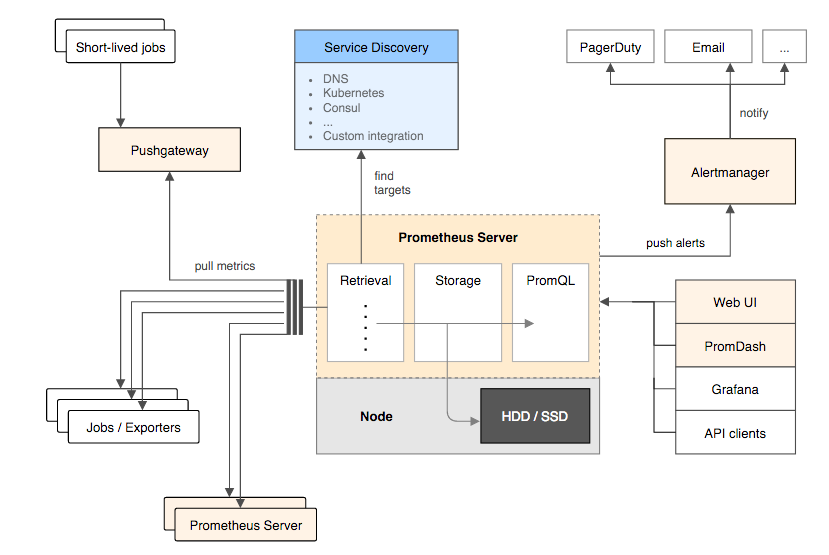 Short-lived jobs
Service Discovery
• DNS
• Kubernetes
• Consul
• ...
• Custom integration
PagerDuty
Email
...
notify
Pushgateway
Alertmanager
find
targets
pull metrics
push alerts
Prometheus Server
Retrieval
Storage
PromQL
Node
HDD / SSD
Web UI
PromDash
Grafana
API clients
Jobs / Exporters
Prometheus Server